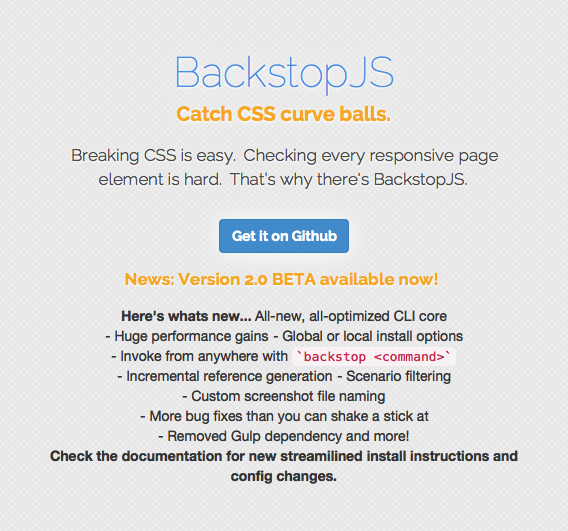 BackstopJS
Catch CSS curve balls.
Breaking CSS is easy. Checking every responsive page
element is hard. That's why there's BackstopJS.
Get it on Github
News: Version 2.0 BETA available now!
Here's whats new... All-new, all-optimized CLI core
- Huge performance gains - Global or local install options
- Invoke from anywhere with `backstop <command>`
- Incremental reference generation - Scenario filtering
- Custom screenshot file naming
- More bug fixes than you can shake a stick at
- Removed Gulp dependency and more!
Check the documentation for new streamilined install instructions and
config changes.